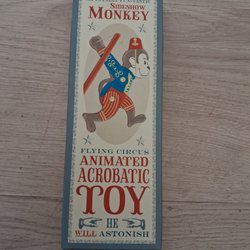 SIDESHOW
MONKEY
FLYING CIRCUS
ANIMATED
ACROBATIC
TOY
HE
WILL ASTONISH